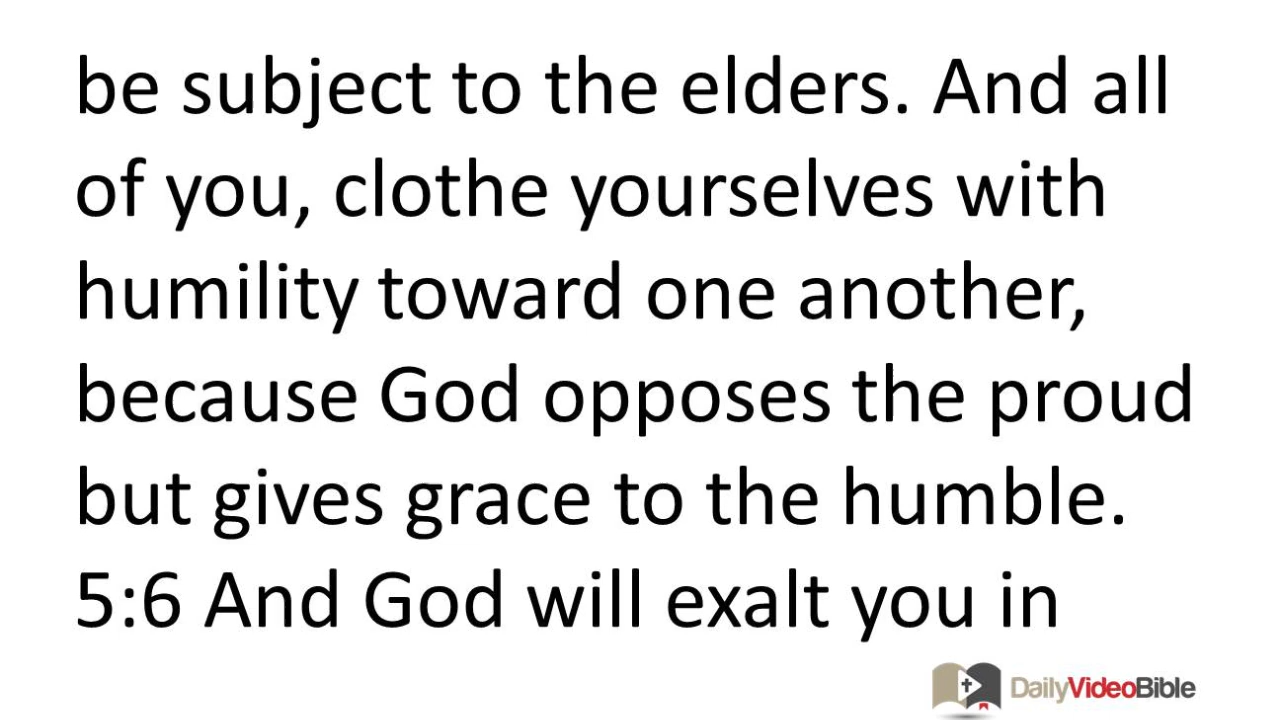 be subject to the elders. And all
of you, clothe yourselves with
humility toward one another,
because God opposes the proud
but gives grace to the humble.
5:6 And God will exalt you in
DailyVideoBible